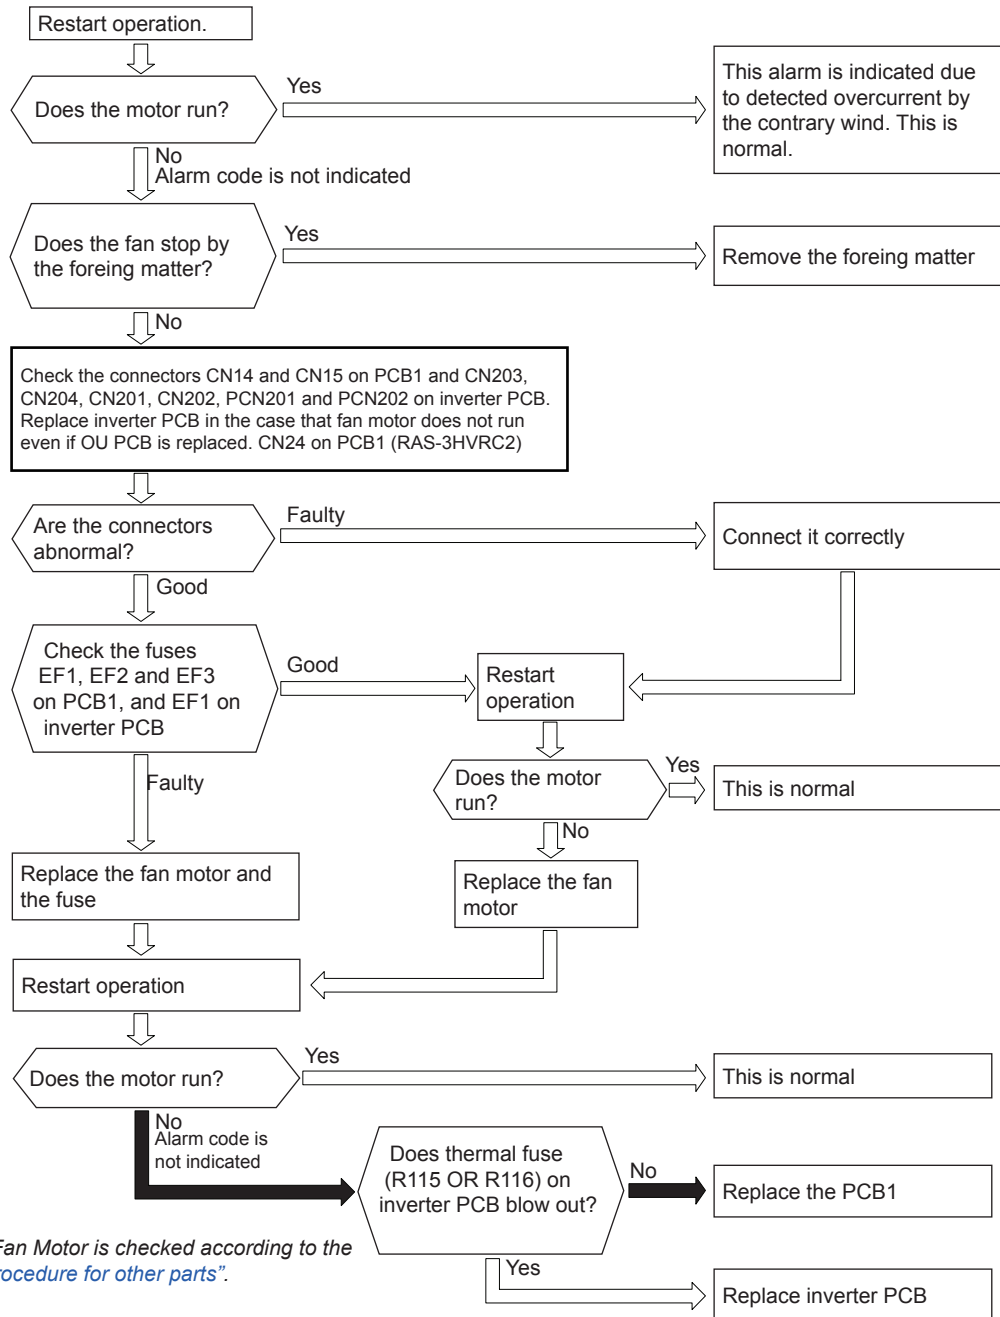 Restart operation.
Does the motor run?
Yes
This alarm is indicated due
to detected overcurrent by
the contrary wind. This is
normal.
No
Alarm code is not indicated
Does the fan stop by
the foreing matter?
Yes
Remove the foreing matter
No
Check the connectors CN14 and CN15 on PCB1 and CN203,
CN204, CN201, CN202, PCN201 and PCN202 on inverter PCB.
Replace inverter PCB in the case that fan motor does not run
even if OU PCB is replaced. CN24 on PCB1 (RAS-3HVRC2)
Are the connectors
abnormal?
Faulty
Connect it correctly
Good
Check the fuses
EF1, EF2 and EF3
on PCB1, and EF1 on
inverter PCB
Good
Restart
operation
Does the motor
run?
Yes
This is normal
No
Replace the fan
motor
Faulty
Replace the fan motor and
the fuse
Restart operation
Does the motor run?
Yes
This is normal
No
Alarm code is
not indicated
Does thermal fuse
(R115 OR R116) on
inverter PCB blow out?
No
Replace the PCB1
Yes
Replace inverter PCB
Fan Motor is checked according to the
rocedure for other parts”.